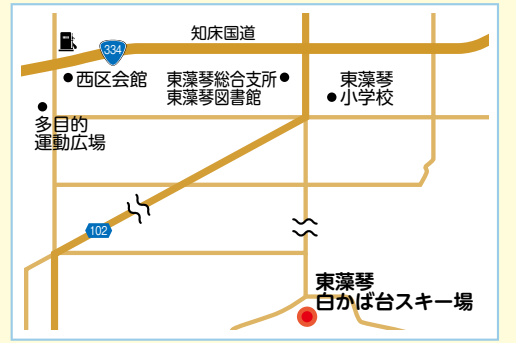 知床国道
334
西区会館
東藻琴総合支所
東藻琴図書館
東藻琴
小学校
多目的
運動広場
102
東藻琴
白かば台スキー場